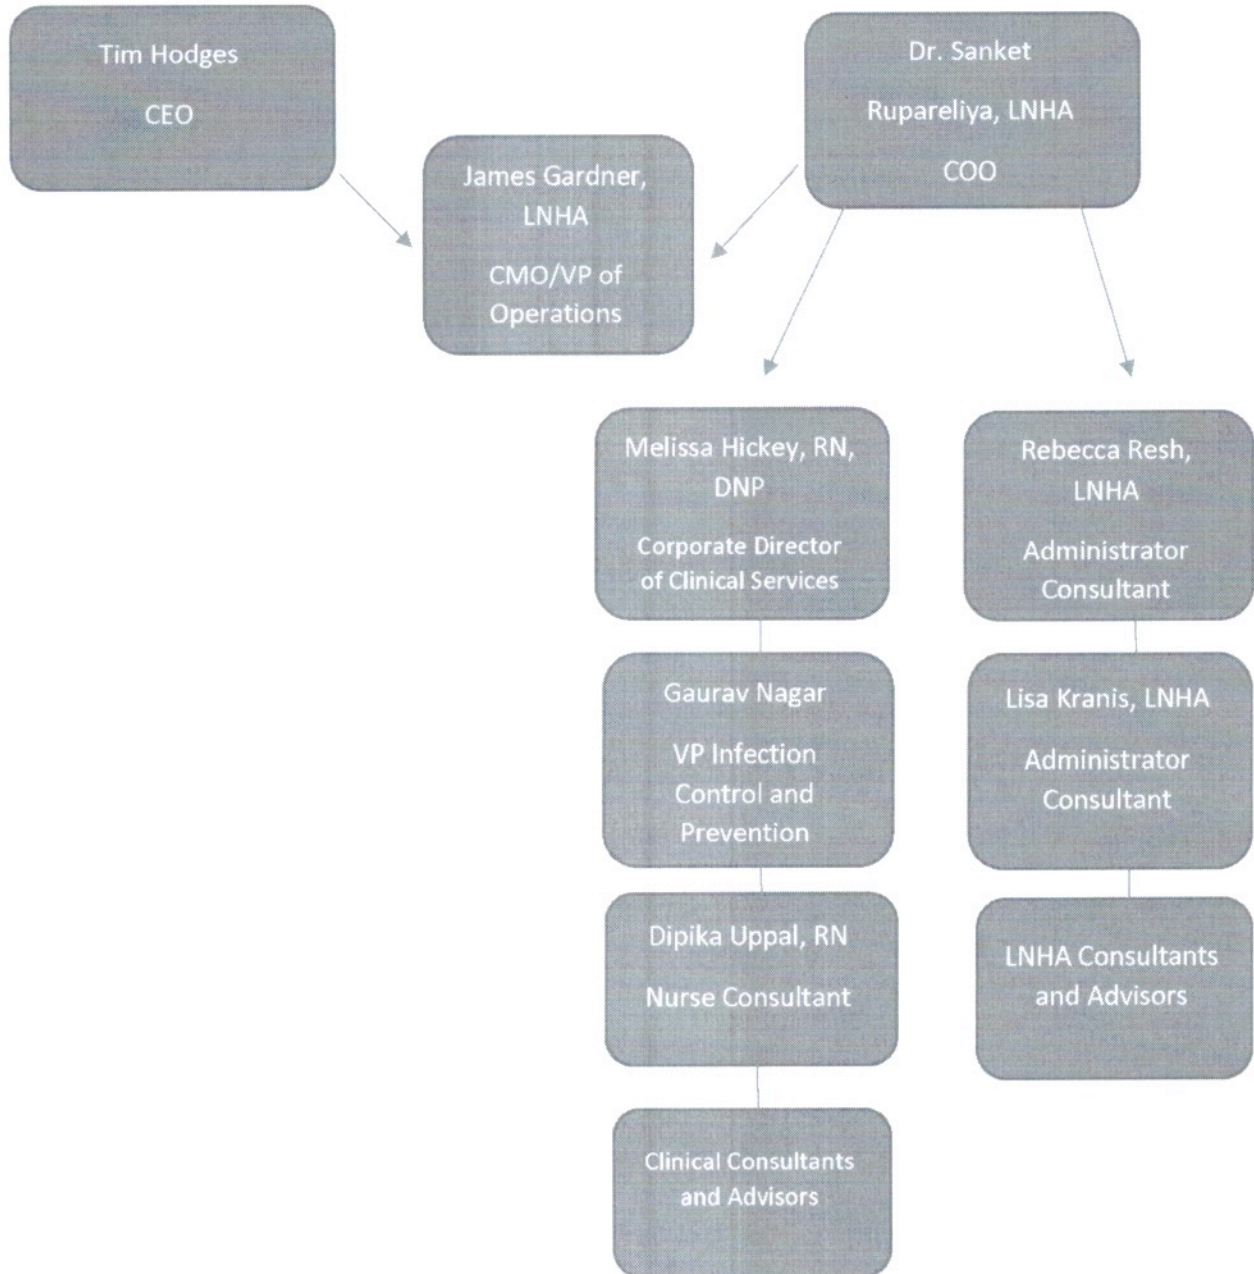 Tim Hodges
CEO
Dr. Sanket
Rupareliya, LNHA
COO
James Gardner,
LNHA
CMO/VP of
Operations
Melissa Hickey, RN,
DNP
Corporate Director
of Clinical Services
Rebecca Resh,
LNHA
Administrator
Consultant
Gaurav Nagar
VP Infection
Control and
Prevention
Lisa Kranis, LNHA
Administrator
Consultant
Dipika Uppal, RN
Nurse Consultant
LNHA Consultants
and Advisors
Clinical Consultants
and Advisors